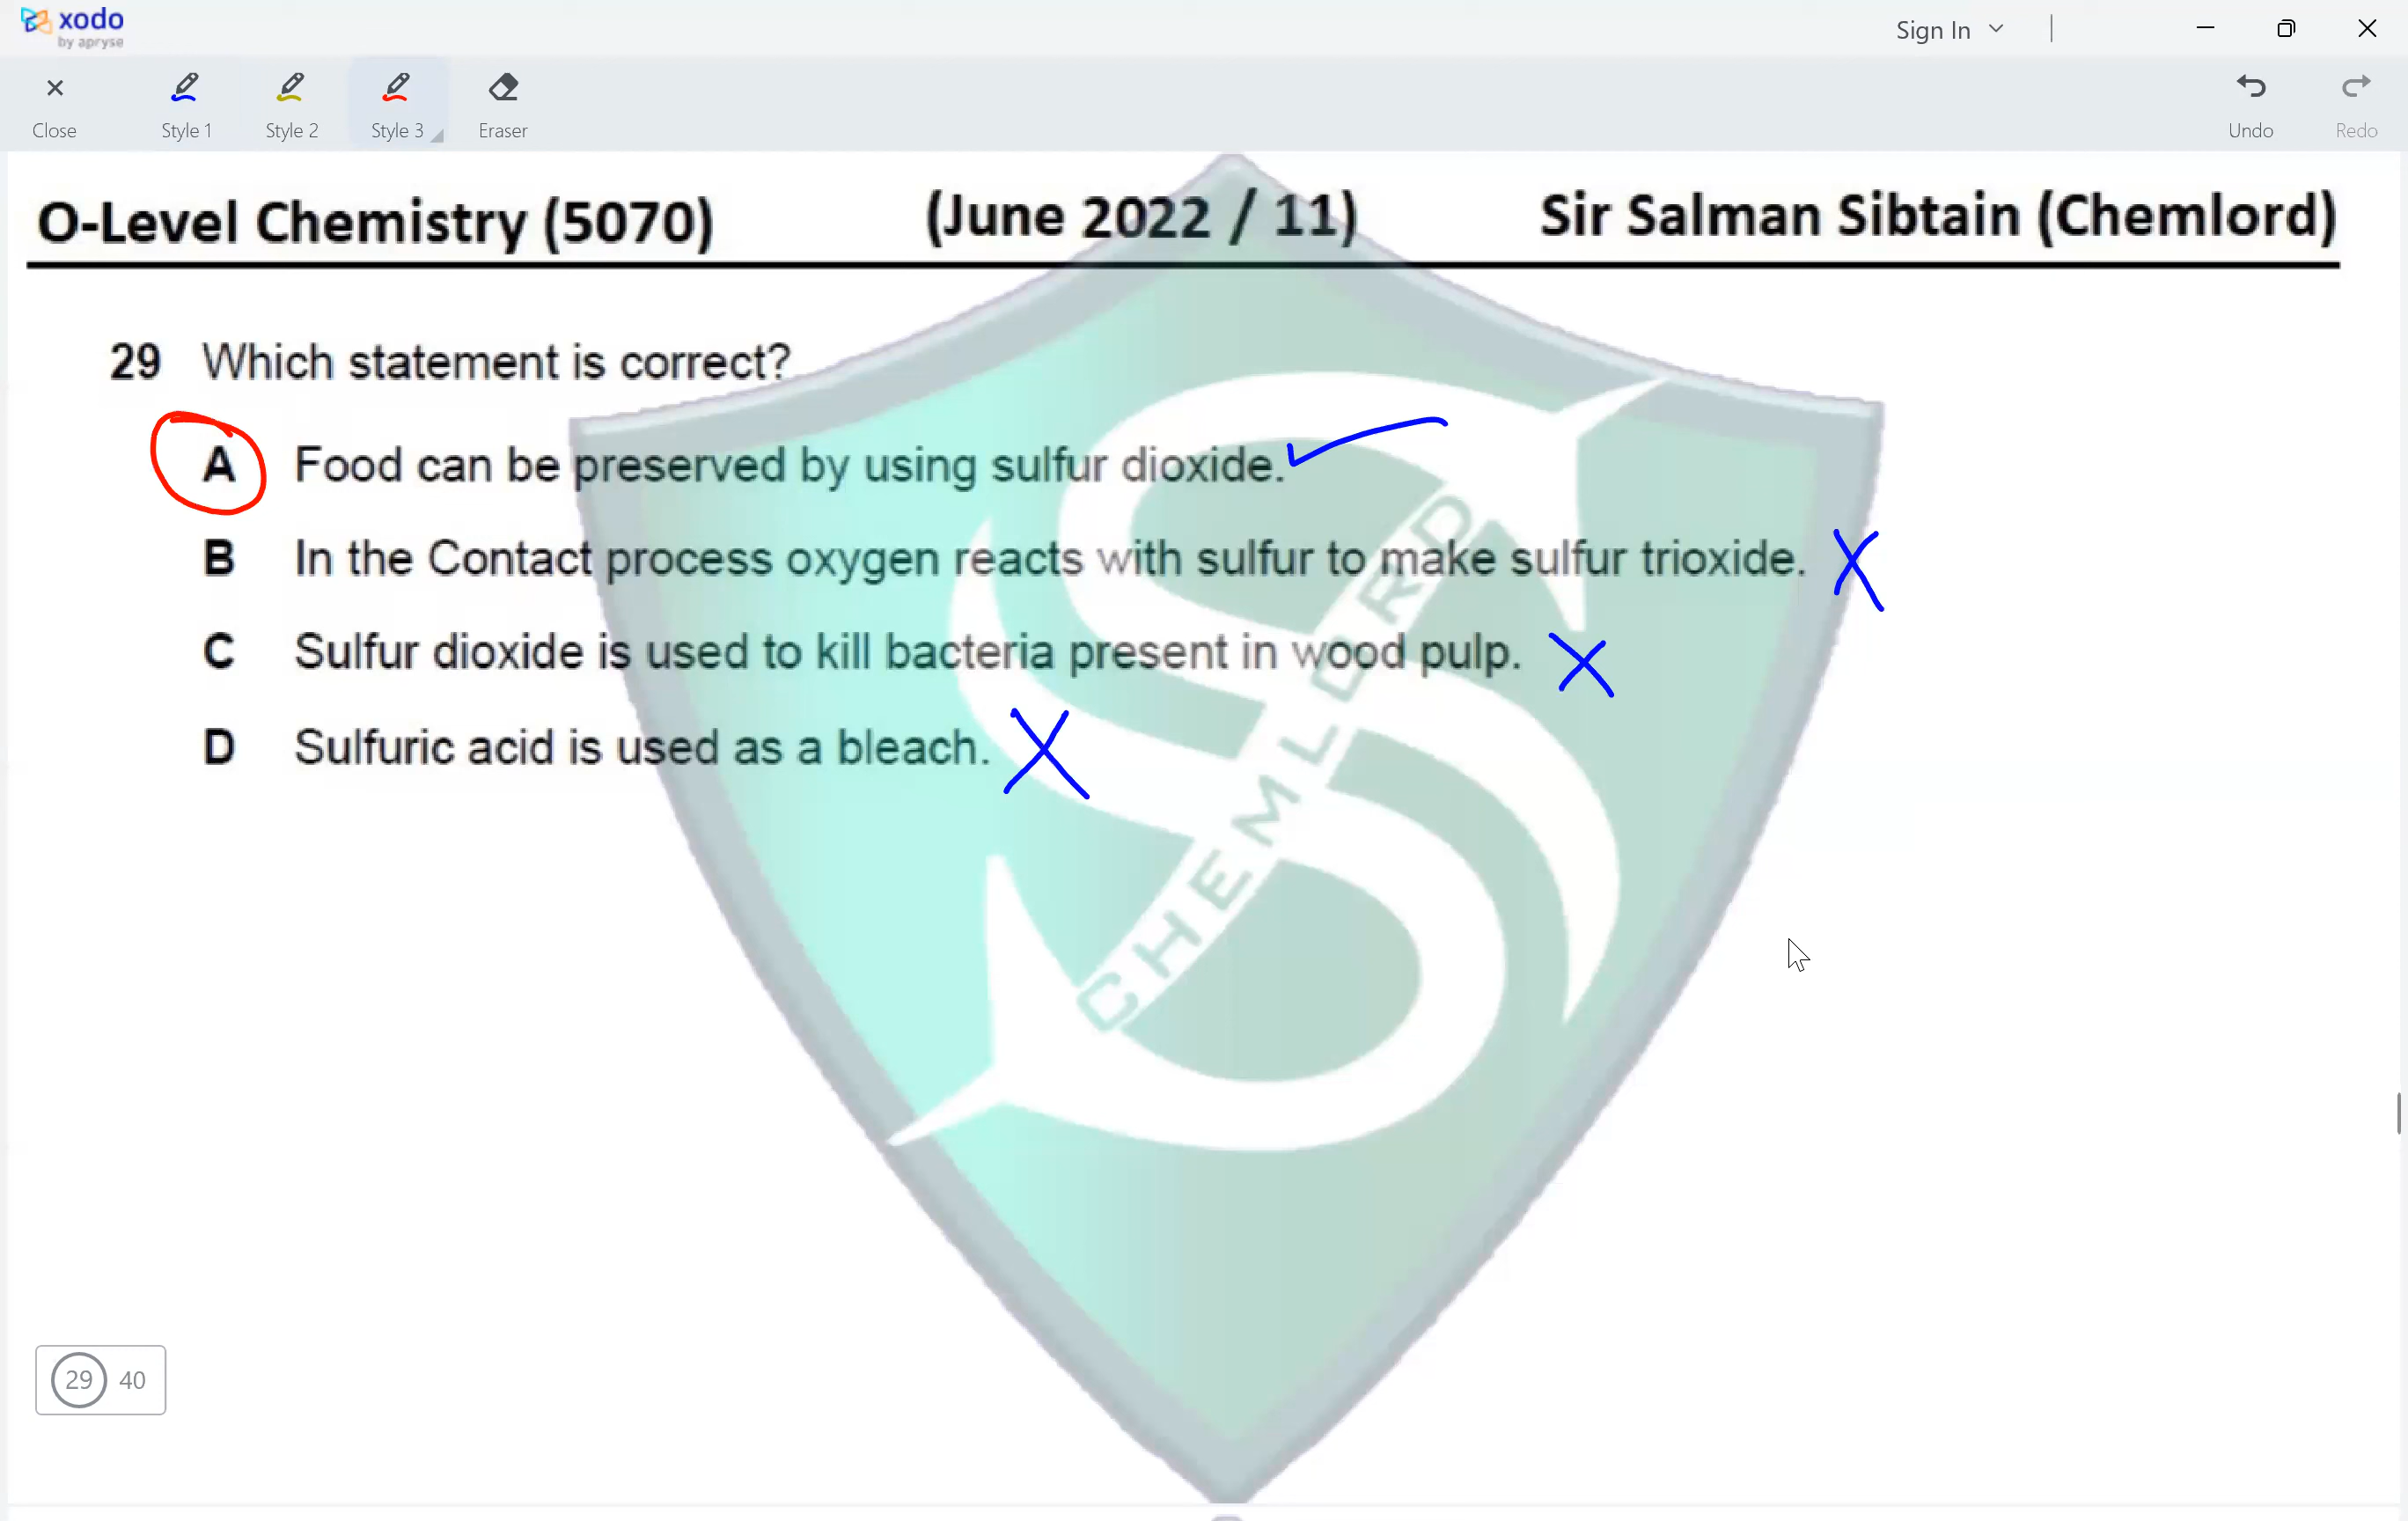 xodo
by apryse
Sign In
Close
Style 1
Style 2
Style 3
Eraser
Undo
Redo
O-Level Chemistry (5070) (June 2022 / 11) Sir Salman Sibtain (Chemlord)
29 Which statement is correct?
A Food can be preserved by using sulfur dioxide.
B In the Contact process oxygen reacts with sulfur to make sulfur trioxide.
C Sulfur dioxide is used to kill bacteria present in wood pulp.
D Sulfuric acid is used as a bleach.
CHEMLORD
29 40